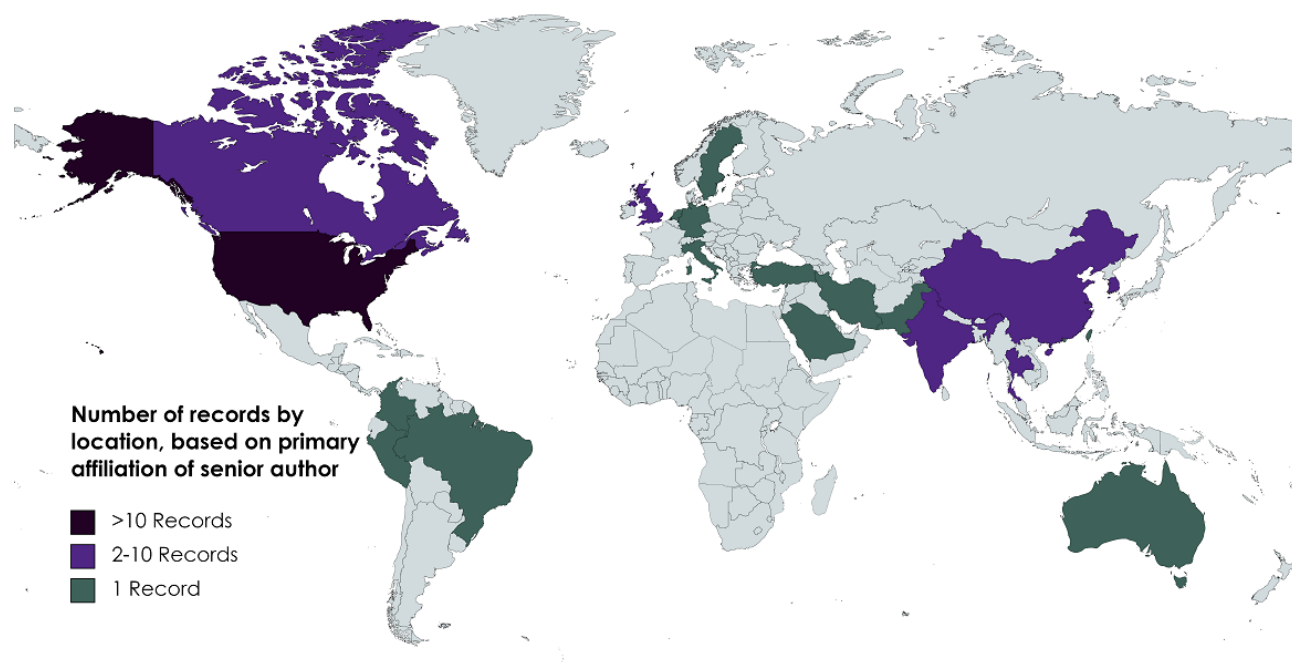 Number of records by
location, based on primary
affiliation of senior author
>10 Records
2-10 Records
1 Record